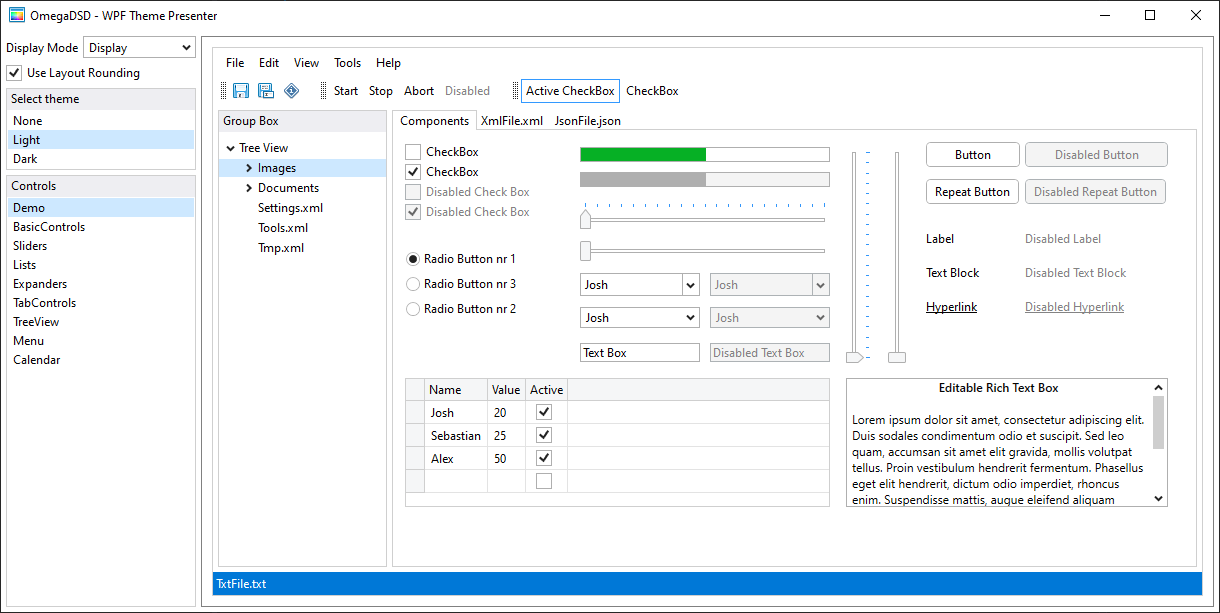 OmegaDSD - WPF Theme Presenter
Display Mode Display
Use Layout Rounding
Select theme
None
Light
Dark
Controls
Demo
BasicControls
Sliders
Lists
Expanders
TabControls
TreeView
Menu
Calendar
File Edit View Tools Help
Start Stop Abort Disabled Active CheckBox CheckBox
Group Box
Tree View
Images
Documents
Settings.xml
Tools.xml
Tmp.xml
Components XmlFile.xml JsonFile.json
CheckBox
CheckBox
Disabled Check Box
Disabled Check Box
Radio Button nr 1
Radio Button nr 3
Radio Button nr 2
Josh Josh
Josh Josh
Text Box Disabled Text Box
Button Disabled Button
Repeat Button Disabled Repeat Button
Label Disabled Label
Text Block Disabled Text Block
Hyperlink Disabled Hyperlink
Name Value Active
Josh 20
Sebastian 25
Alex 50
Editable Rich Text Box
Lorem ipsum dolor sit amet, consectetur adipiscing elit.
Duis sodales condimentum odio et suscipit. Sed leo
quam, accumsan sit amet elit gravida, mollis volutpat
tellus. Proin vestibulum hendrerit fermentum. Phasellus
eget elit hendrerit, dictum odio imperdiet, rhoncus
enim. Suspendisse mattis, augue eleifend aliquam
TxtFile.txt